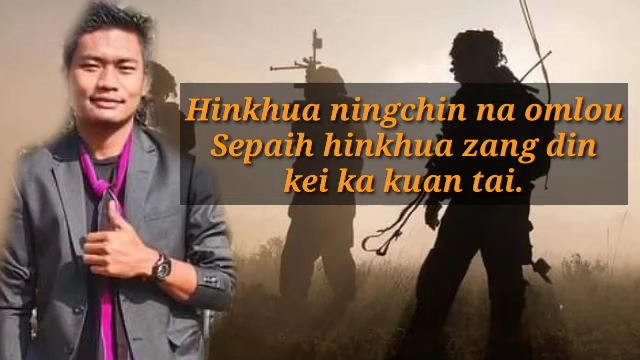 Hinkhua ningchin na omlou
Sepaih hinkhua zang din
kei ka kuan tai.